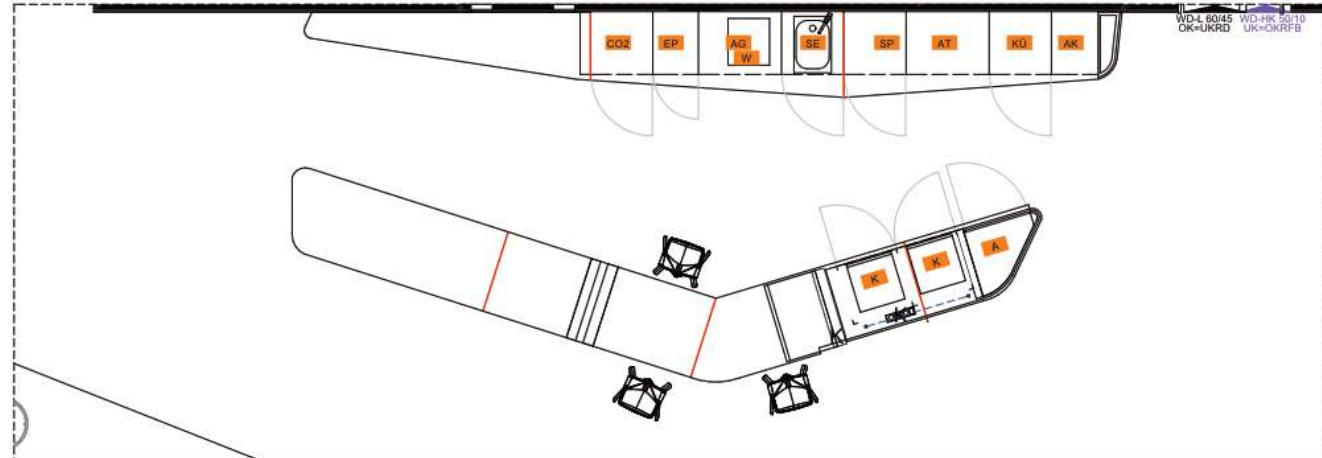 WD-L 60/45 WD-HK 50/10
OK=UKRD UK=OKRFB
CO2 EP AG SE SP AT KÜ AK
W
A
K
K
L